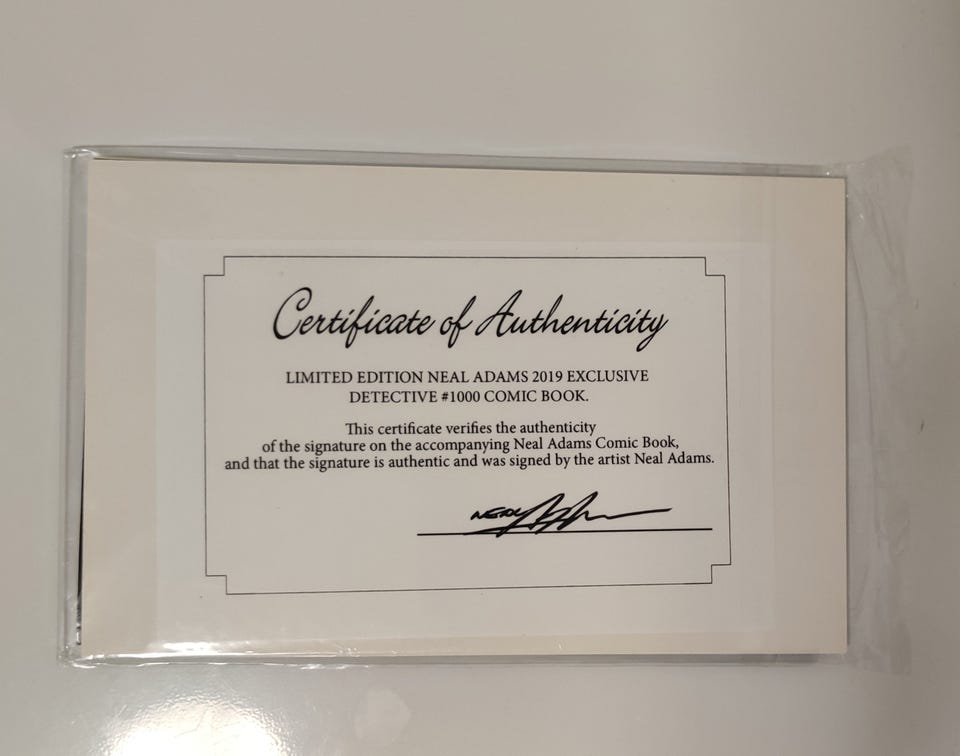 Certificate of Authenticity
LIMITED EDITION NEAL ADAMS 2019 EXCLUSIVE
DETECTIVE #1000 COMIC BOOK.
This certificate verifies the authenticity
of the signature on the accompanying Neal Adams Comic Book,
and that the signature is authentic and was signed by the artist Neal Adams.
NEAL Adams